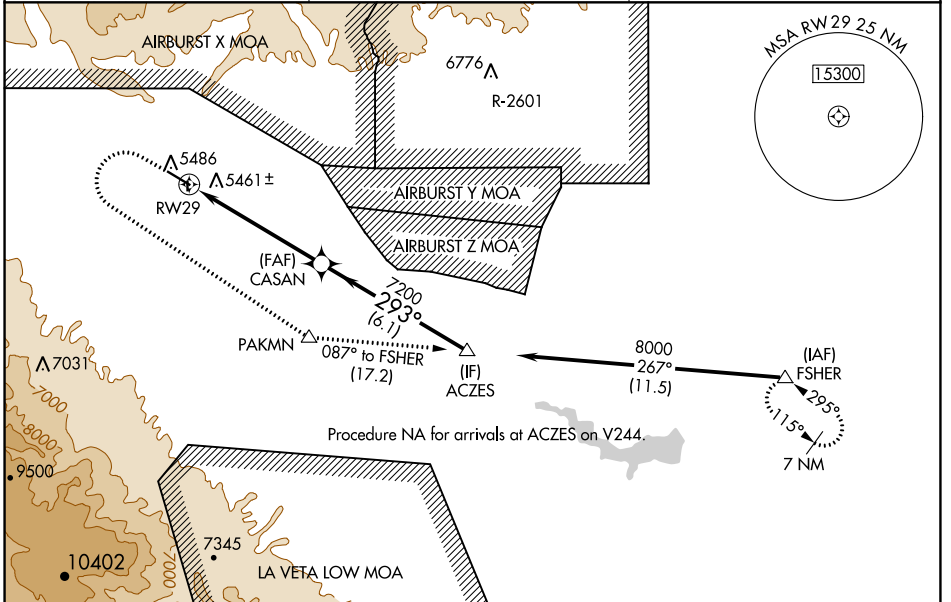 AIRBURST X MOA
6776
R-2601
MSA RW 29 25 NM
15300
5486
5461±
RW29
AIRBURST Y MOA
AIRBURST Z MOA
(FAF)
CASAN
7200
293°
(6.1)
PAKMN
087° to FSHER
(17.2)
(IF)
ACZES
8000
267°
(11.5)
(IAF)
FSHER
295°
115°
7 NM
7031
7000
8000
Procedure NA for arrivals at ACZES on V244.
9500
10402
7000
7345
LA VETA LOW MOA